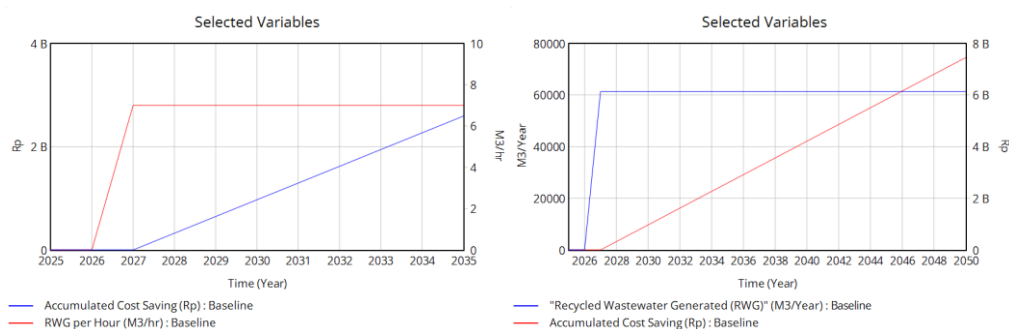 Selected Variables
4 B
2 B
0
Rp
10
8
6
4
2
0
M3/hr
2025 2026 2027 2028 2029 2030 2031 2032 2033 2034 2035
Time (Year)
Accumulated Cost Saving (Rp) : Baseline
RWG per Hour (M3/hr) : Baseline
Selected Variables
80000
60000
40000
20000
0
M3/Year
8 B
6 B
4 B
2 B
0
Rp
2026 2028 2030 2032 2034 2036 2038 2040 2042 2044 2046 2048 2050
Time (Year)
"Recycled Wastewater Generated (RWG)" (M3/Year) : Baseline
Accumulated Cost Saving (Rp) : Baseline